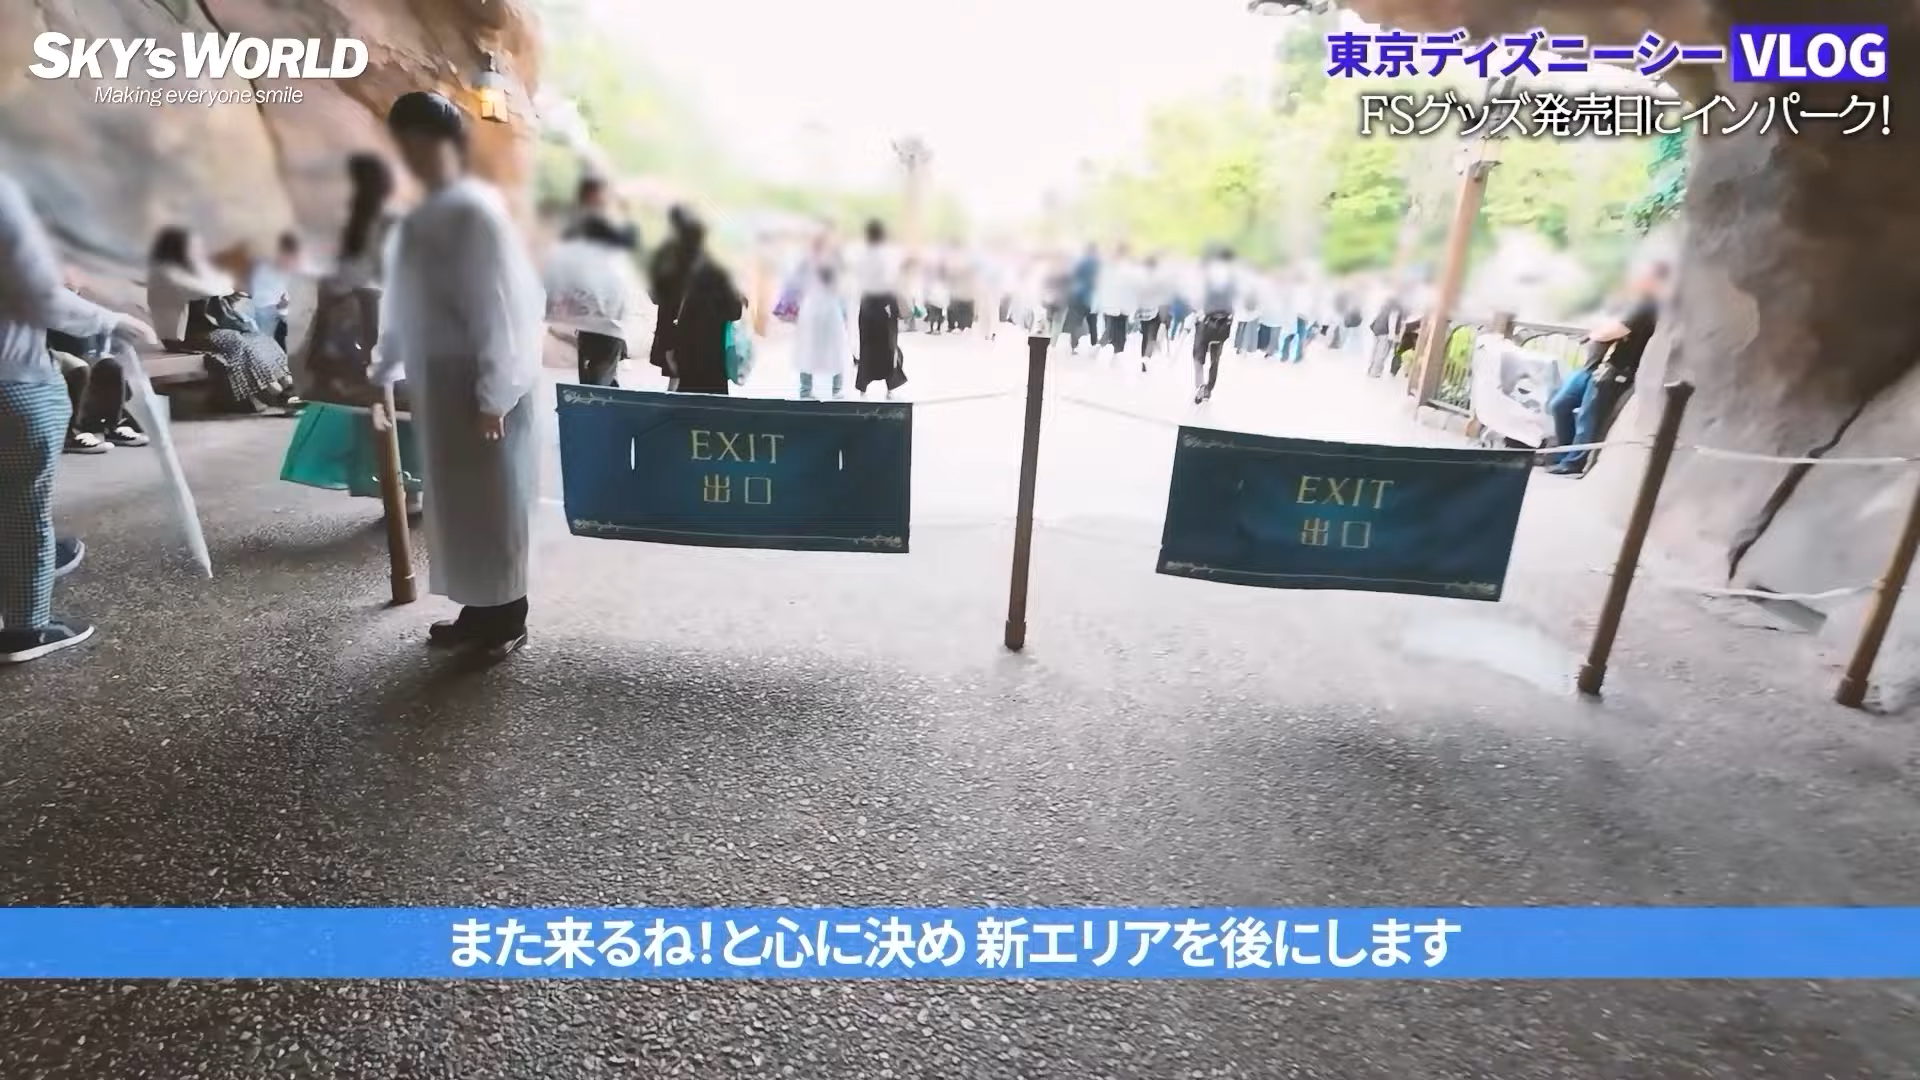 SKY'S WORLD
Making everyone smile
東京ディズニーシー VLOG
FSグッズ発売日にインパーク!
EXIT
出口
EXIT
出口
また来るね!と心に決め 新エリアを後にします